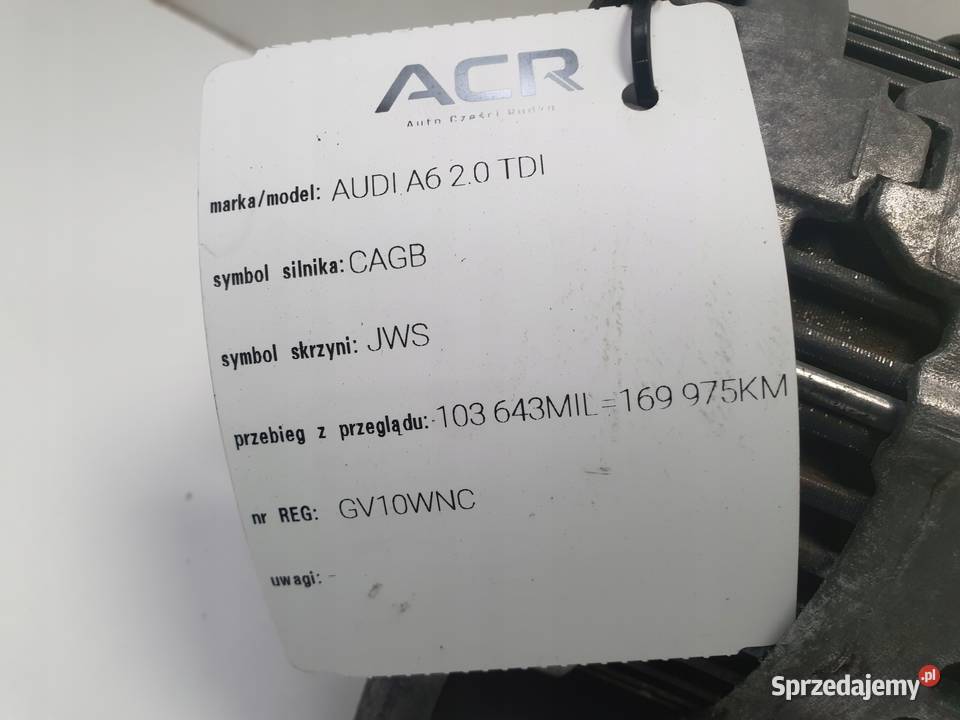 ACR
Auto Części Rudka
marka/model: AUDI A6 2.0 TDI
symbol silnika: CAGB
symbol skrzyni: JWS
przebieg z przeglądu: 103 643MIL=169 975KM
nr REG: GV10WNC
uwagi: -
Sprzedajemy.pl